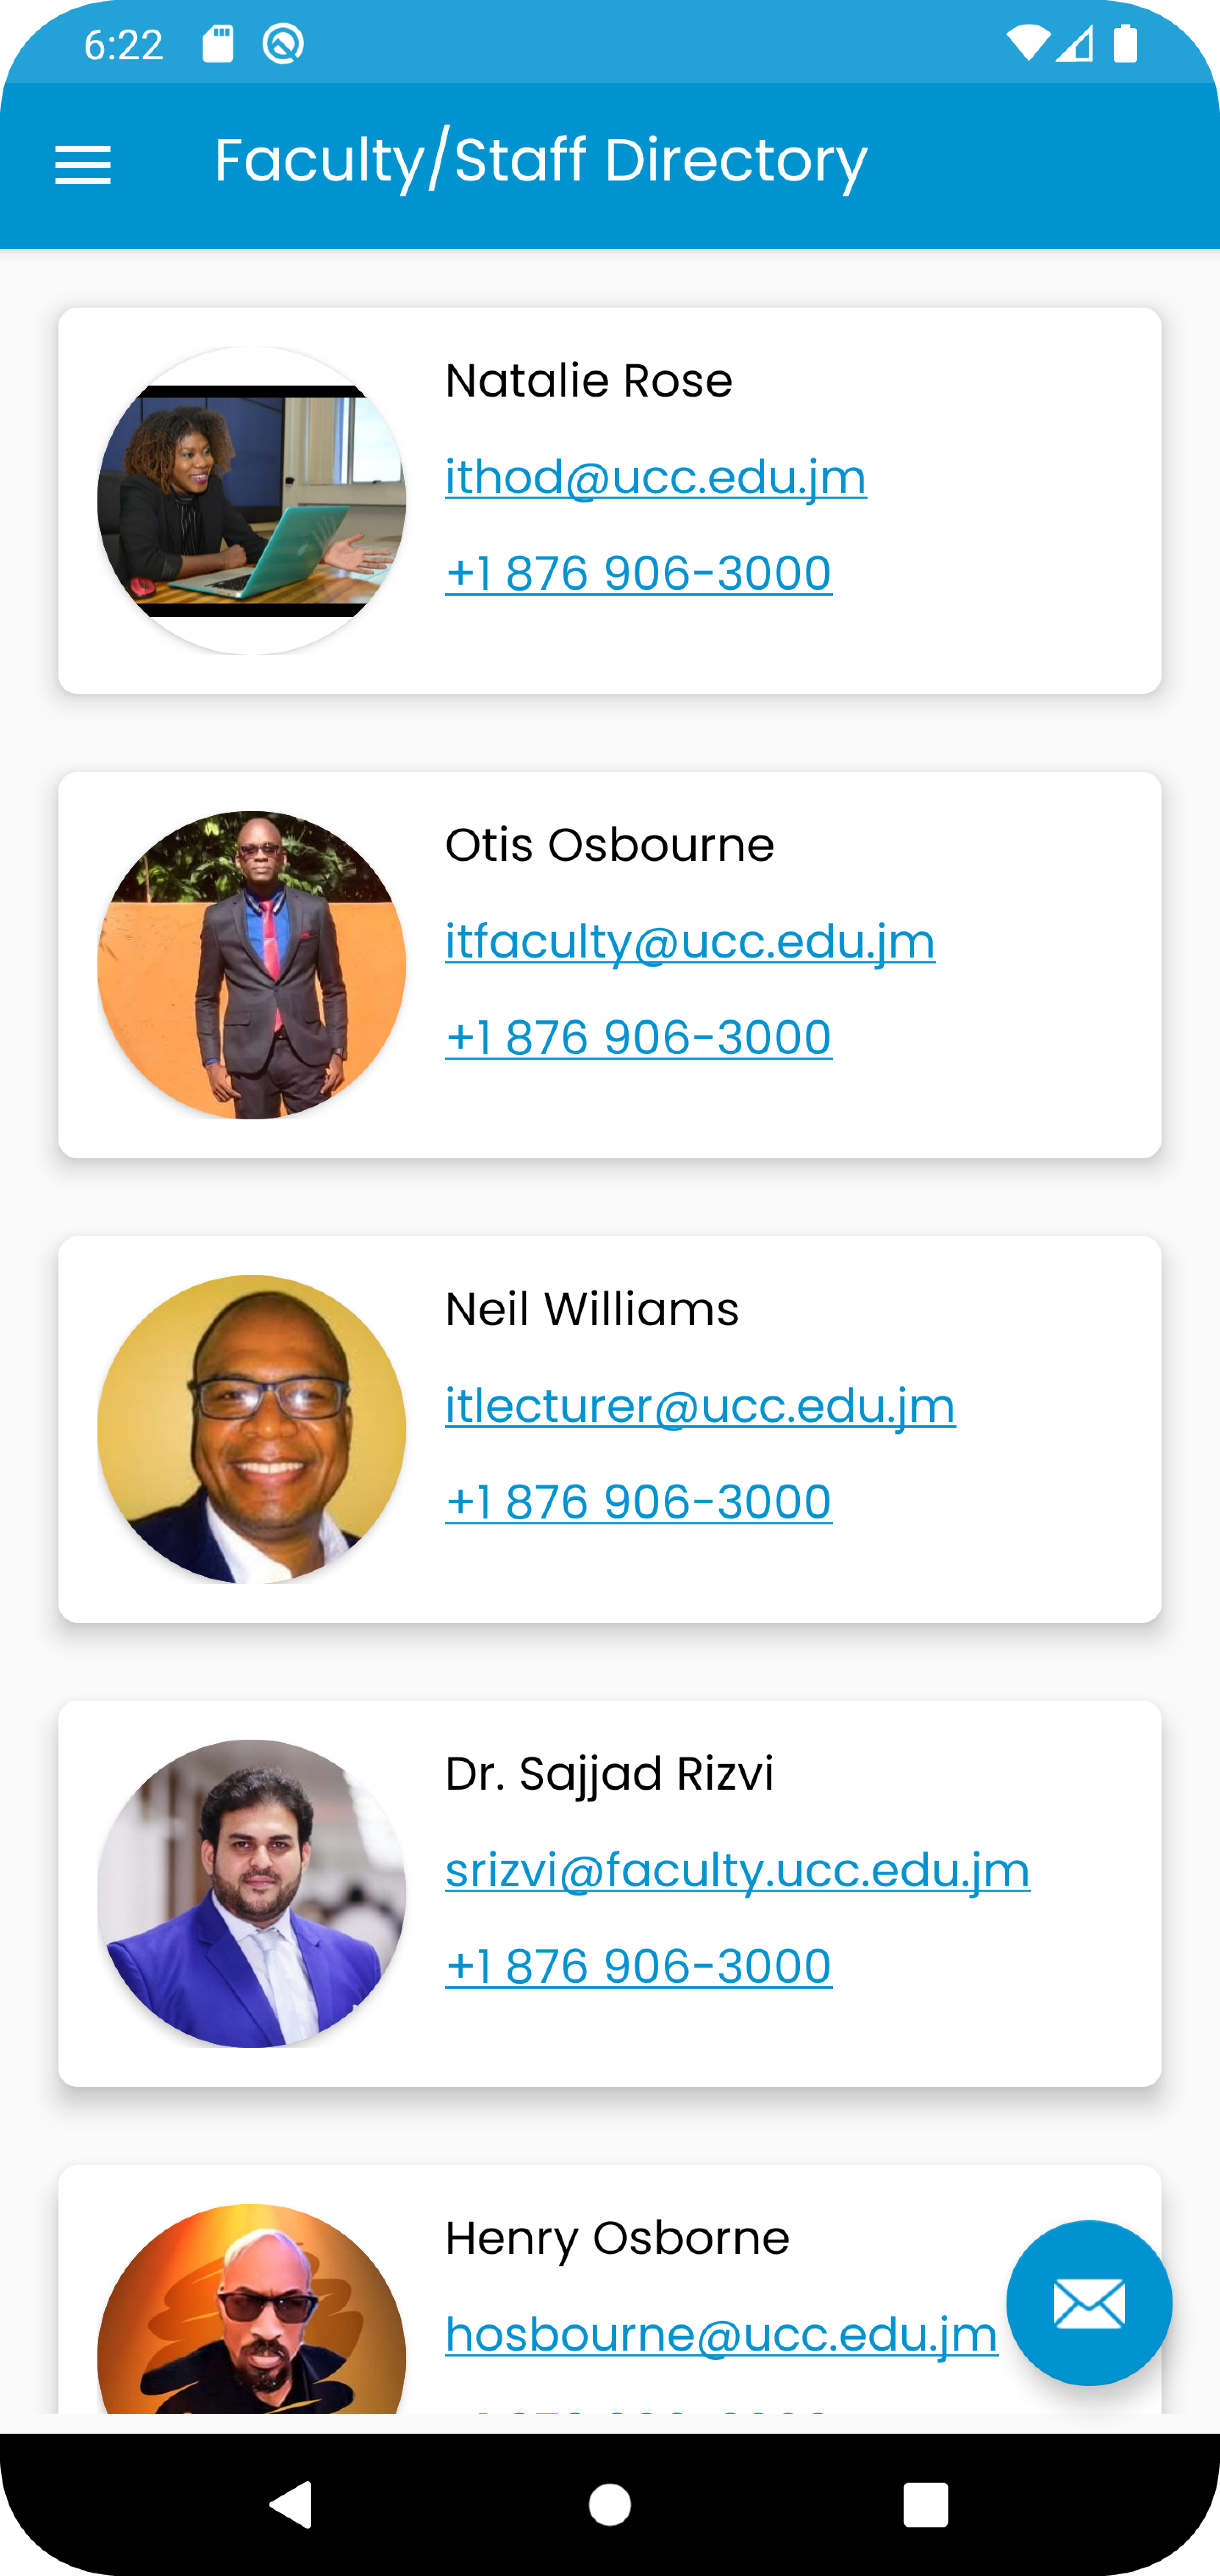 6:22
Faculty/Staff Directory
Natalie Rose
ithod@ucc.edu.jm
+1 876 906-3000
Otis Osbourne
itfaculty@ucc.edu.jm
+1 876 906-3000
Neil Williams
itlecturer@ucc.edu.jm
+1 876 906-3000
Dr. Sajjad Rizvi
srizvi@faculty.ucc.edu.jm
+1 876 906-3000
Henry Osborne
hosbourne@ucc.edu.jm